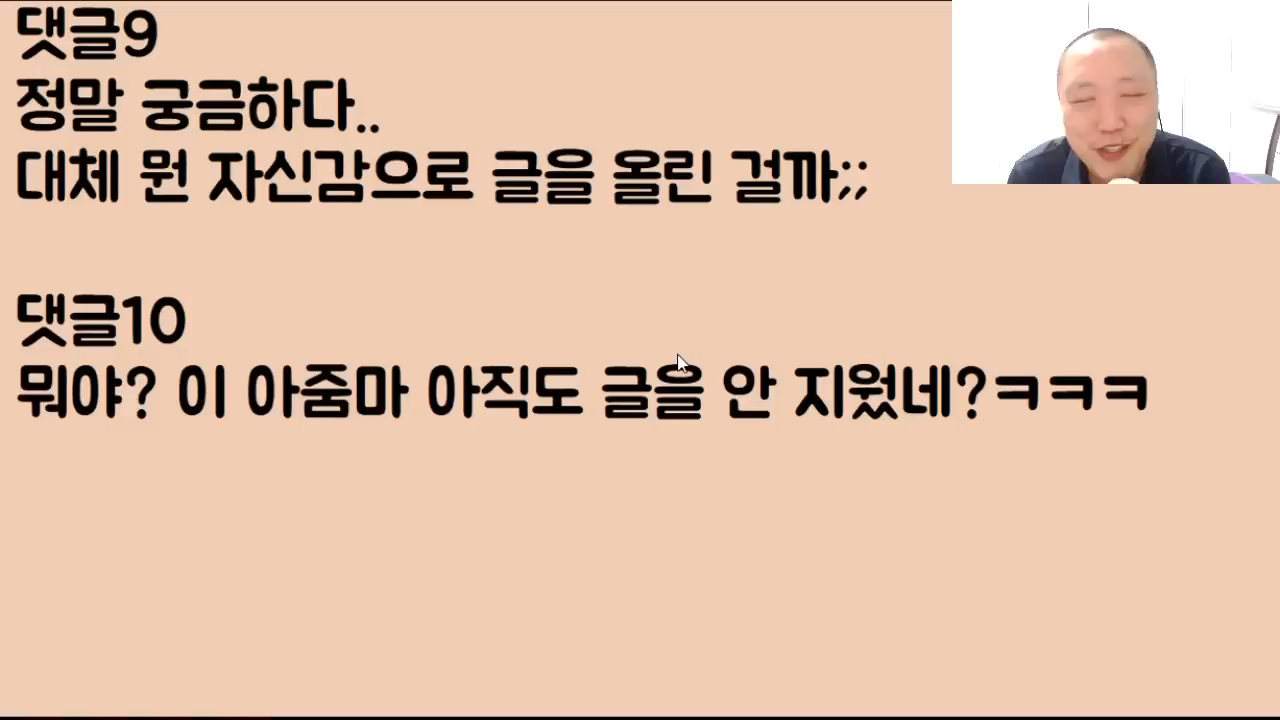 댓글9
정말 궁금하다..
대체 뭔 자신감으로 글을 올린 걸까;;
댓글10
뭐야? 이 아줌마 아직도 글을 안 지웠네?ㅋㅋㅋ